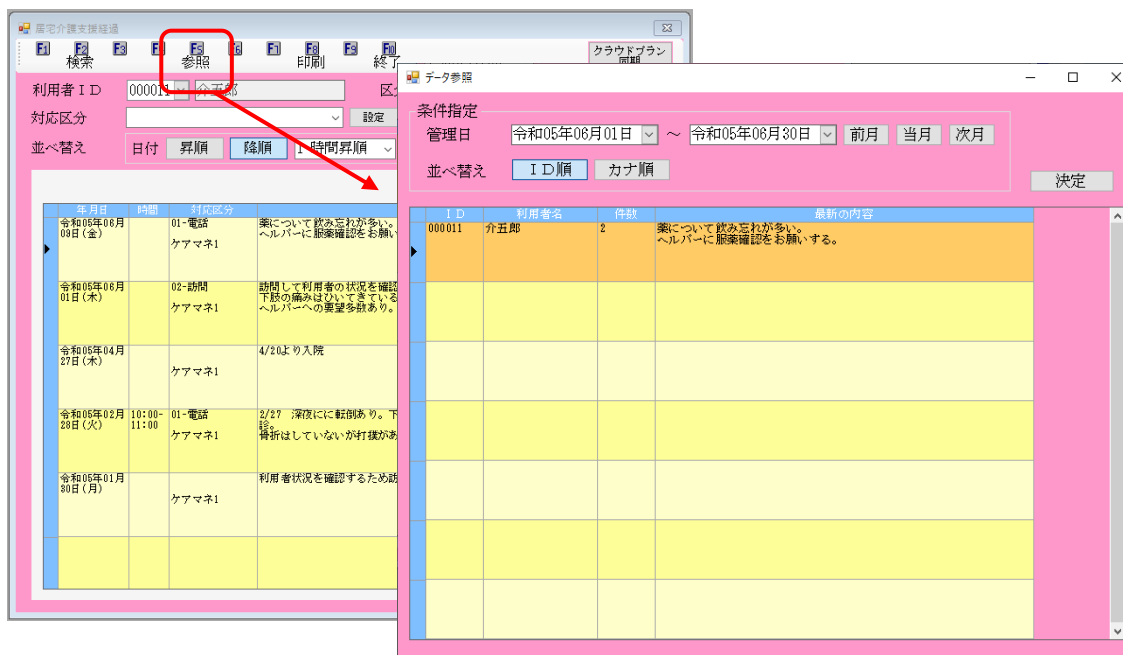 居宅介護支援経過
F1 F2 F3 F5 F6 F7 F8 F9 F10
検索 参照 印刷 終了
クラウドプラン
同期
利用者ID 000011 介五郎
対応区分 設定
並べ替え 日付 昇順 降順 1 時間昇順
年月日 時間 対応区分
令和05年06月
09日(金)
01-電話
ケアマネ1
薬について飲み忘れが多い。
ヘルパーに服薬確認をお願い
令和05年06月
01日(木)
02-訪問
ケアマネ1
訪問して利用者の状況を確認
下肢の痛みはひいてきている
ヘルパーへの要望多数あり。
令和05年04月
27日(木)
ケアマネ1
4/20より入院
令和05年02月
28日(火)
10:00-
11:00
01-電話
ケアマネ1
2/27 深夜にに転倒あり。下
診。
骨折はしていないが打撲があ
令和05年01月
30日(月)
ケアマネ1
利用者状況を確認するため訪
データ参照
条件指定
管理日 令和05年06月01日 ～ 令和05年06月30日 前月 当月 次月
並べ替え ID順 カナ順
決定
ID 利用者名 件数 最新の内容
000011 介五郎 2 薬について飲み忘れが多い。
ヘルパーに服薬確認をお願いする。